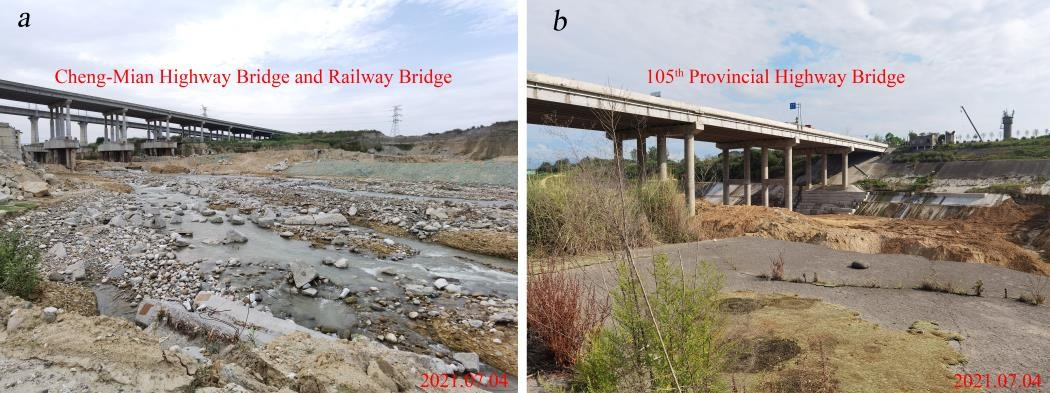 a
Cheng-Mian Highway Bridge and Railway Bridge
2021.07.04
b
105th Provincial Highway Bridge
2021.07.04